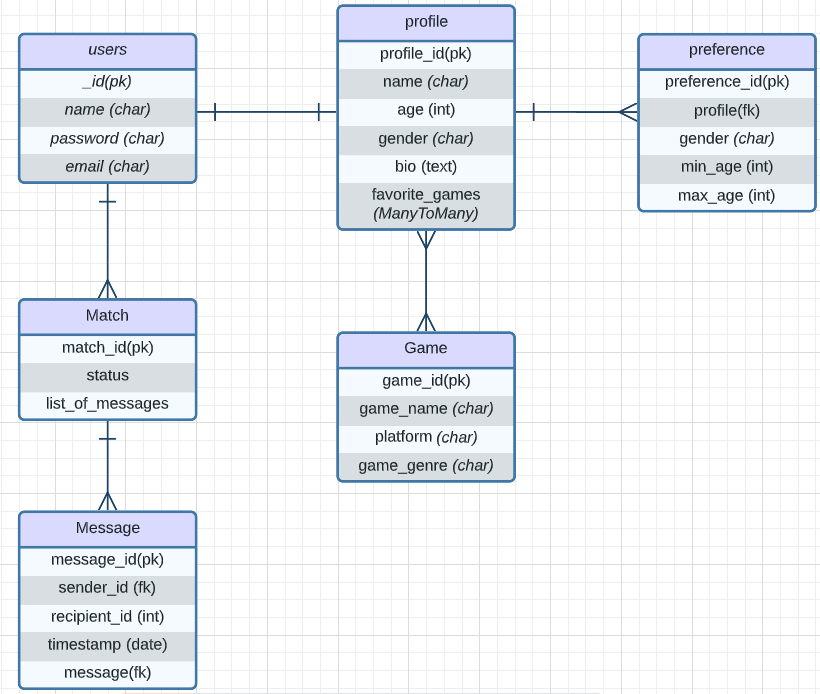 users
_id(pk)
name (char)
password (char)
email (char)
profile
profile_id(pk)
name (char)
age (int)
gender (char)
bio (text)
favorite_games
(ManyToMany)
preference
preference_id(pk)
profile(fk)
gender (char)
min_age (int)
max_age (int)
Match
match_id(pk)
status
list_of_messages
Game
game_id(pk)
game_name (char)
platform (char)
game_genre (char)
Message
message_id(pk)
sender_id (fk)
recipient_id (int)
timestamp (date)
message(fk)